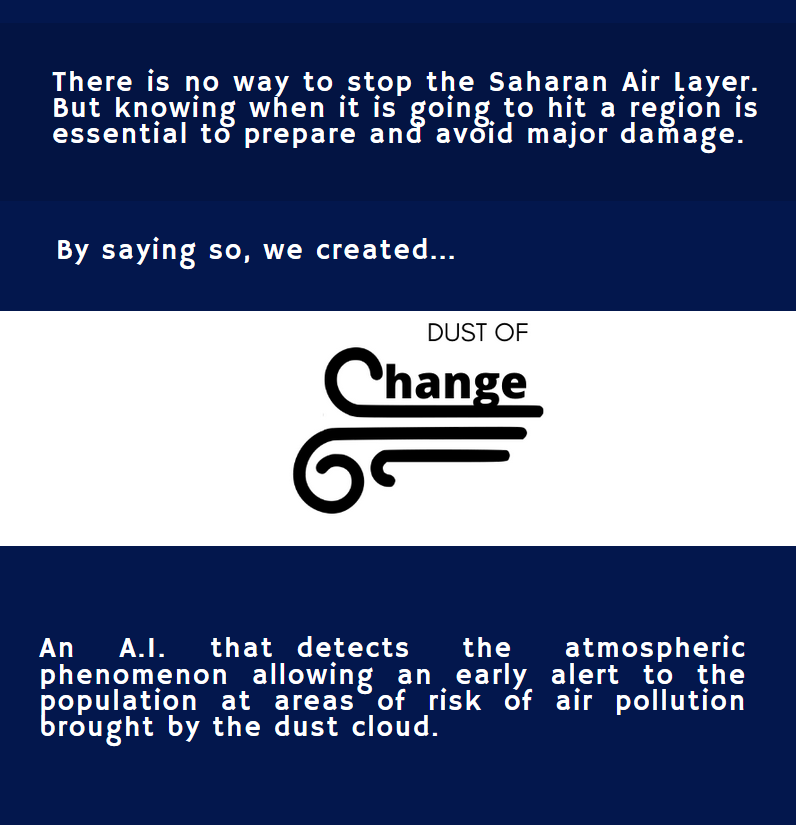 There is no way to stop the Saharan Air Layer.
But knowing when it is going to hit a region is
essential to prepare and avoid major damage.
By saying so, we created...
DUST OF
Change
An A.I. that detects the atmospheric
phenomenon allowing an early alert to the
population at areas of risk of air pollution
brought by the dust cloud.